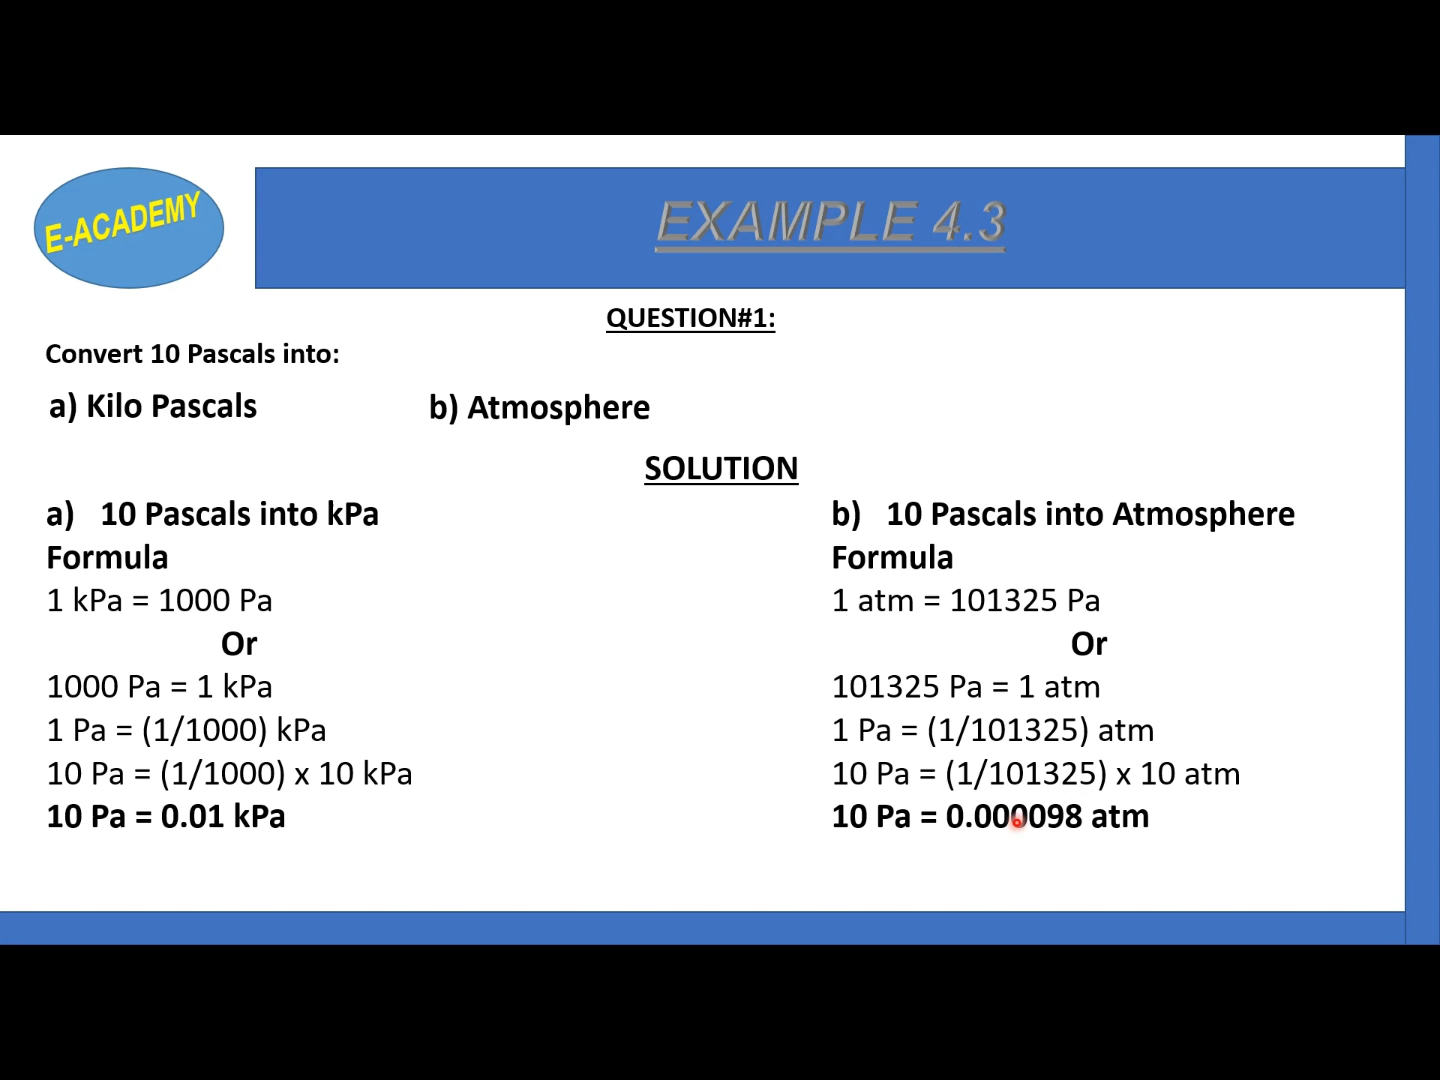 E-ACADEMY
EXAMPLE 4.3
QUESTION#1:
Convert 10 Pascals into:
a) Kilo Pascals
b) Atmosphere
SOLUTION
a) 10 Pascals into kPa
Formula
1 kPa = 1000 Pa
Or
1000 Pa = 1 kPa
1 Pa = (1/1000) kPa
10 Pa = (1/1000) x 10 kPa
10 Pa = 0.01 kPa
b) 10 Pascals into Atmosphere
Formula
1 atm = 101325 Pa
Or
101325 Pa = 1 atm
1 Pa = (1/101325) atm
10 Pa = (1/101325) x 10 atm
10 Pa = 0.000098 atm